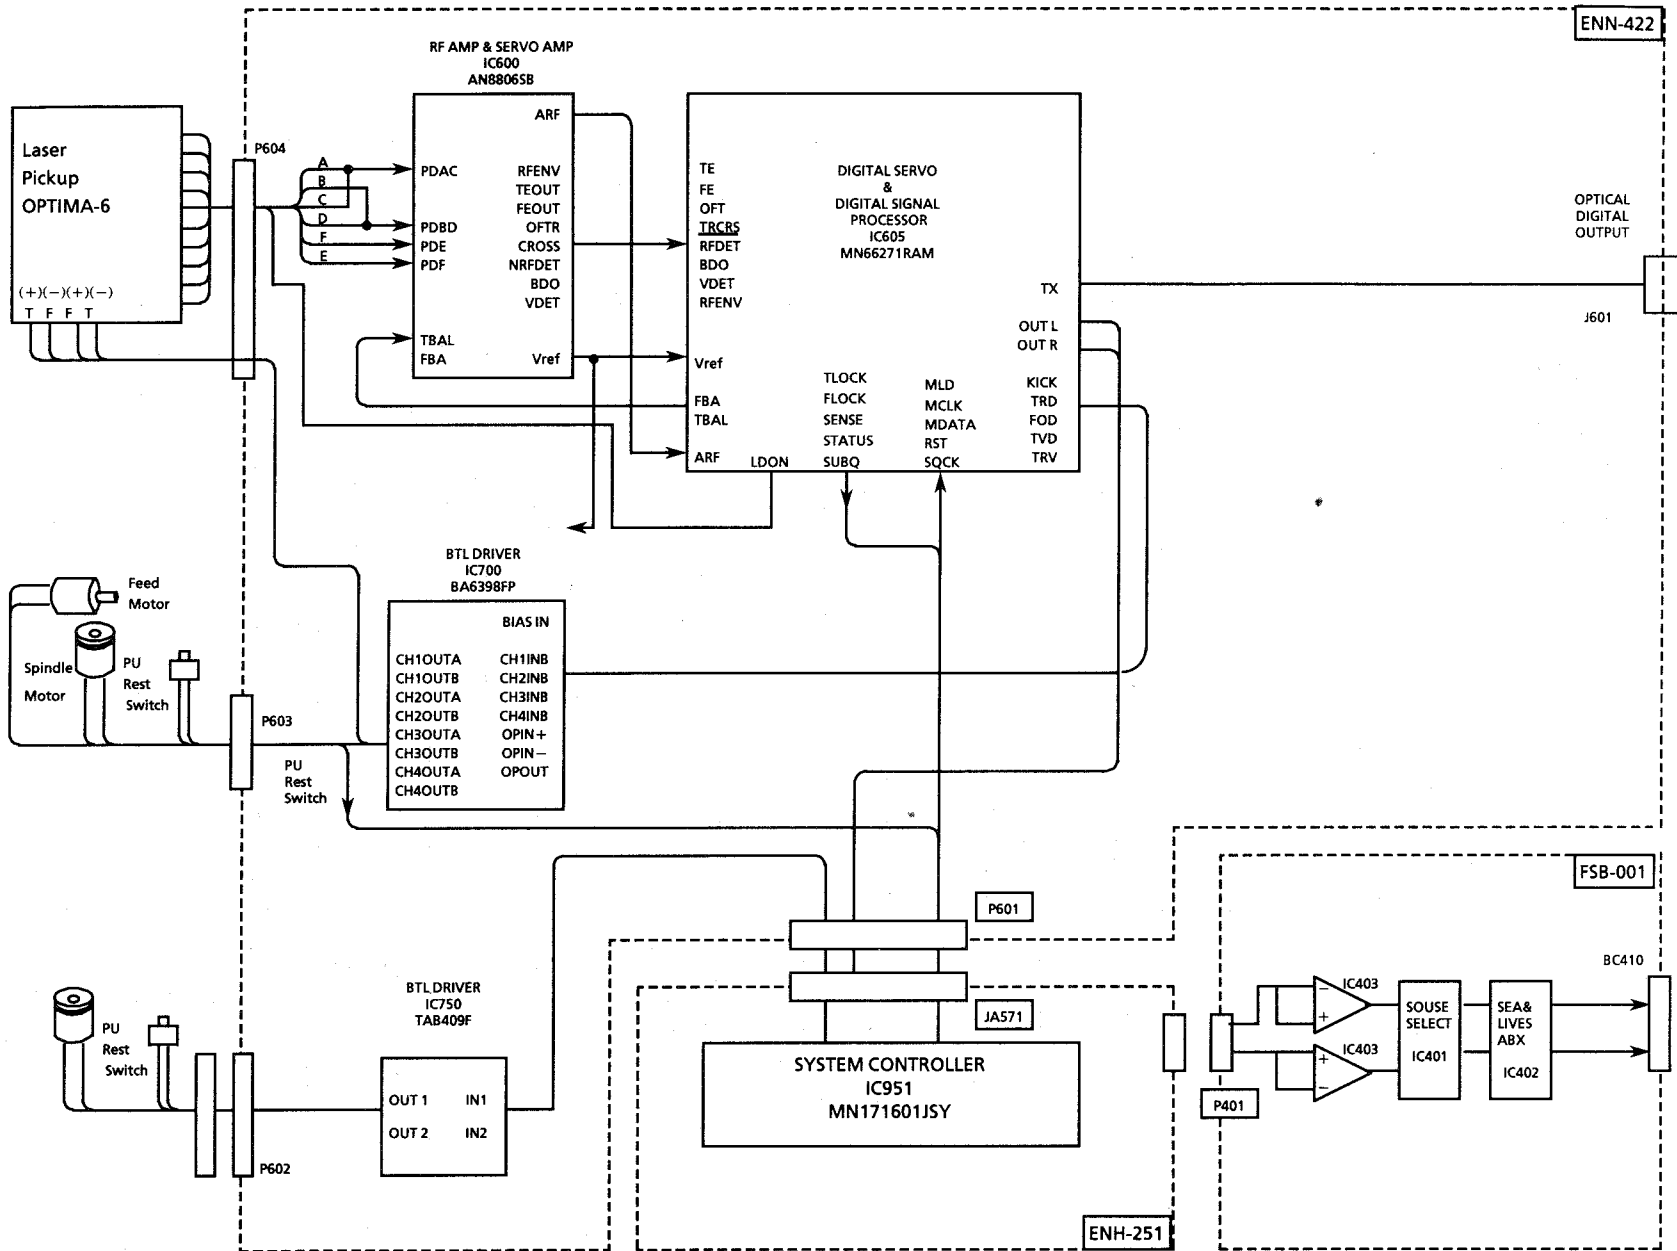 ENN-422
RF AMP & SERVO AMP
IC600
AN8806SB
Laser
Pickup
OPTIMA-6
(+)(−)(+)(−)
T F F T
P604
A
B
C
D
F
E
PDAC
PDBD
PDE
PDF
TBAL
FBA
ARF
RFENV
TEOUT
FEOUT
OFTR
CROSS
NRFDET
BDO
VDET
Vref
TE
FE
OFT
TRCRS
RFDET
BDO
VDET
RFENV
Vref
FBA
TBAL
ARF
DIGITAL SERVO
&
DIGITAL SIGNAL
PROCESSOR
IC605
MN66271RAM
LDON
TLOCK
FLOCK
SENSE
STATUS
SUBQ
MLD
MCLK
MDATA
RST
SQCK
TX
OUT L
OUT R
KICK
TRD
FOD
TVD
TRV
OPTICAL
DIGITAL
OUTPUT
J601
Feed
Motor
Spindle
Motor
PU
Rest
Switch
P603
PU
Rest
Switch
BTL DRIVER
IC700
BA6398FP
BIAS IN
CH1OUTA CH1INB
CH1OUTB CH2INB
CH2OUTA CH3INB
CH2OUTB CH4INB
CH3OUTA OPIN+
CH3OUTB OPIN−
CH4OUTA OPOUT
CH4OUTB
P601
JA571
FSB-001
BC410
IC403
−
+
IC403
+
−
SOUSE
SELECT
IC401
SEA&
LIVES
ABX
IC402
P401
PU
Rest
Switch
P602
BTL DRIVER
IC750
TAB409F
OUT 1 IN1
OUT 2 IN2
SYSTEM CONTROLLER
IC951
MN171601JSY
ENH-251